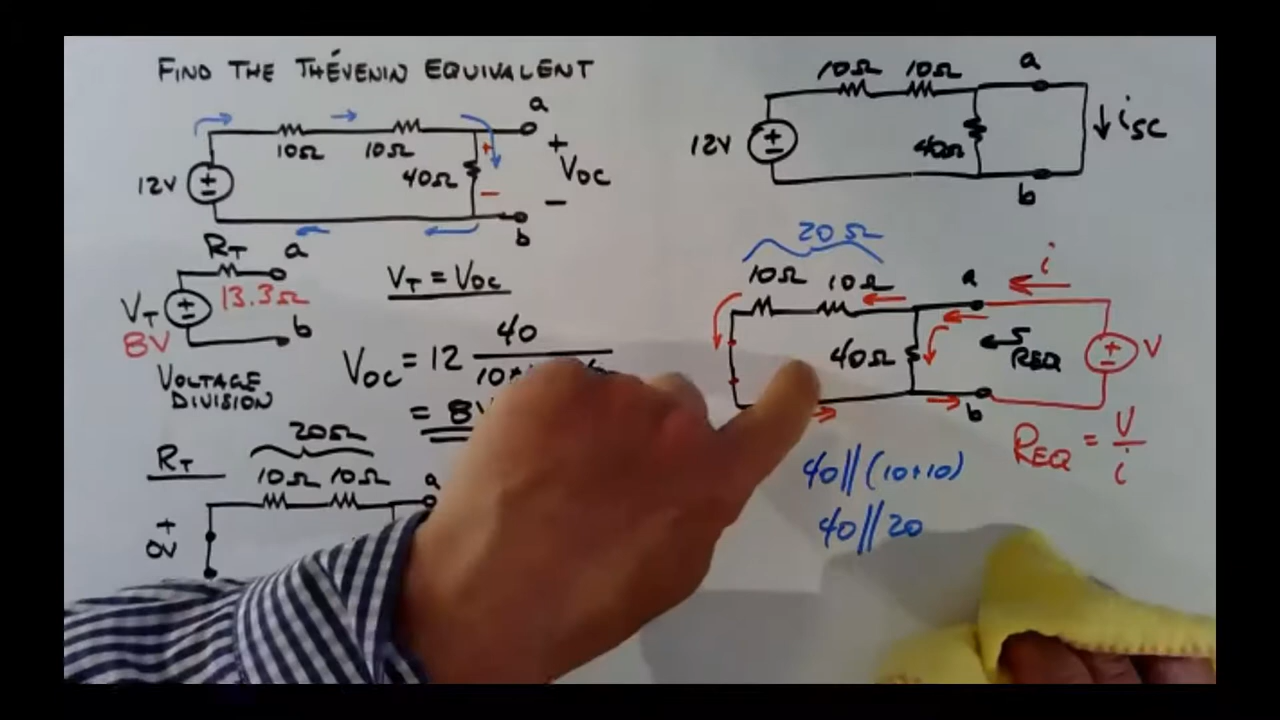 FIND THE THÉVENIN EQUIVALENT
a
10Ω 10Ω
12V
40Ω
+
−
+
VOC
−
b
RT
a
13.3Ω
VT
8V
b
VT = VOC
VOLTAGE
DIVISION
VOC = 12 40
= 8V
RT
20Ω
10Ω 10Ω
a
+
0V
−
10Ω 10Ω
a
12V
40Ω
iSC
b
20Ω
10Ω 10Ω
a
i
40Ω
REQ
V
b
REQ = V
i
40||(10+10)
40||20